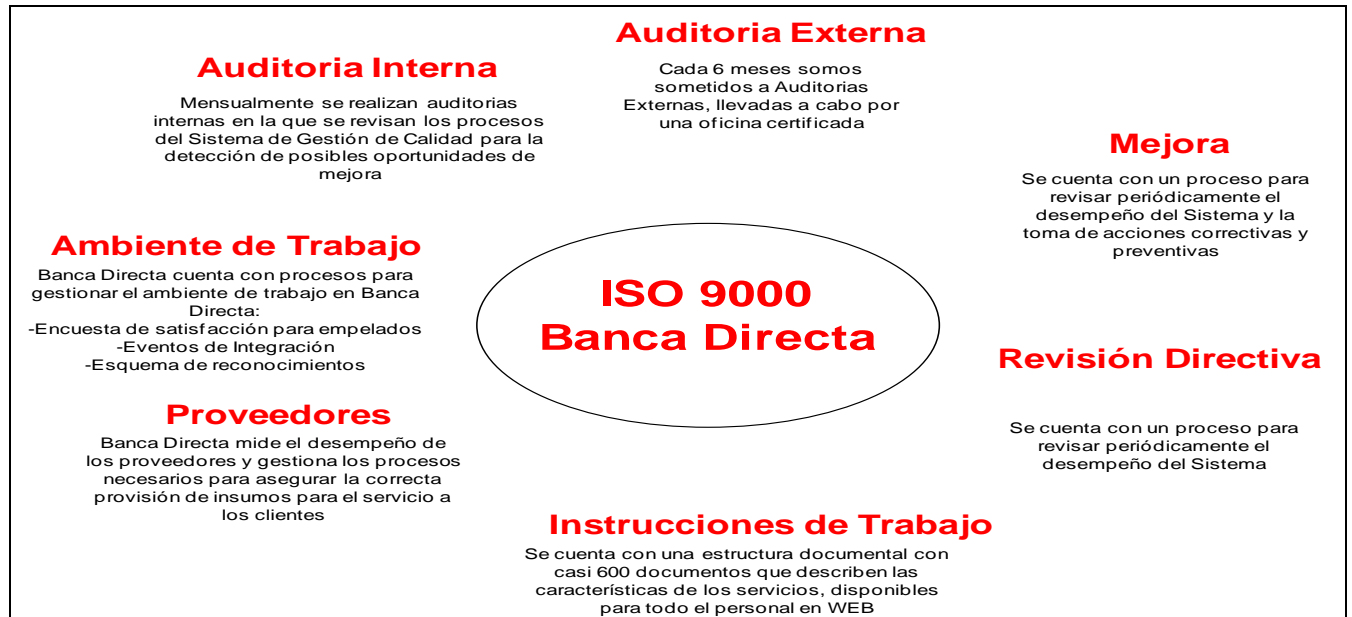 Auditoria Externa
Cada 6 meses somos
sometidos a Auditorias
Externas, llevadas a cabo por
una oficina certificada
Auditoria Interna
Mensualmente se realizan auditorias
internas en la que se revisan los procesos
del Sistema de Gestión de Calidad para la
detección de posibles oportunidades de
mejora
Mejora
Se cuenta con un proceso para
revisar periódicamente el
desempeño del Sistema y la
toma de acciones correctivas y
preventivas
Ambiente de Trabajo
Banca Directa cuenta con procesos para
gestionar el ambiente de trabajo en Banca
Directa:
-Encuesta de satisfacción para empelados
-Eventos de Integración
-Esquema de reconocimientos
ISO 9000
Banca Directa
Revisión Directiva
Se cuenta con un proceso para
revisar periódicamente el
desempeño del Sistema
Proveedores
Banca Directa mide el desempeño de
los proveedores y gestiona los procesos
necesarios para asegurar la correcta
provisión de insumos para el servicio a
los clientes
Instrucciones de Trabajo
Se cuenta con una estructura documental con
casi 600 documentos que describen las
características de los servicios, disponibles
para todo el personal en WEB